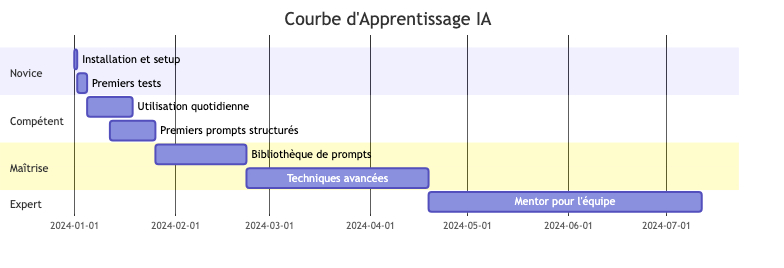 Courbe d'Apprentissage IA
Novice
Installation et setup
Premiers tests
Compétent
Utilisation quotidienne
Premiers prompts structurés
Maîtrise
Bibliothèque de prompts
Techniques avancées
Expert
Mentor pour l'équipe
2024-01-01
2024-02-01
2024-03-01
2024-04-01
2024-05-01
2024-06-01
2024-07-01